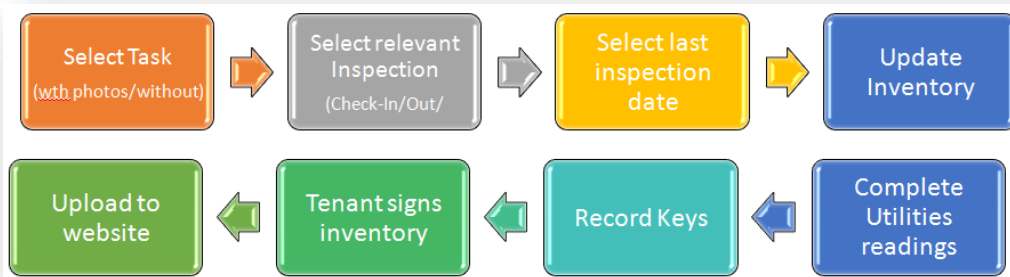 Select Task
(wth photos/without)
Select relevant
Inspection
(Check-In/Out/
Select last
inspection
date
Update
Inventory
Complete
Utilities
readings
Record Keys
Tenant signs
inventory
Upload to
website